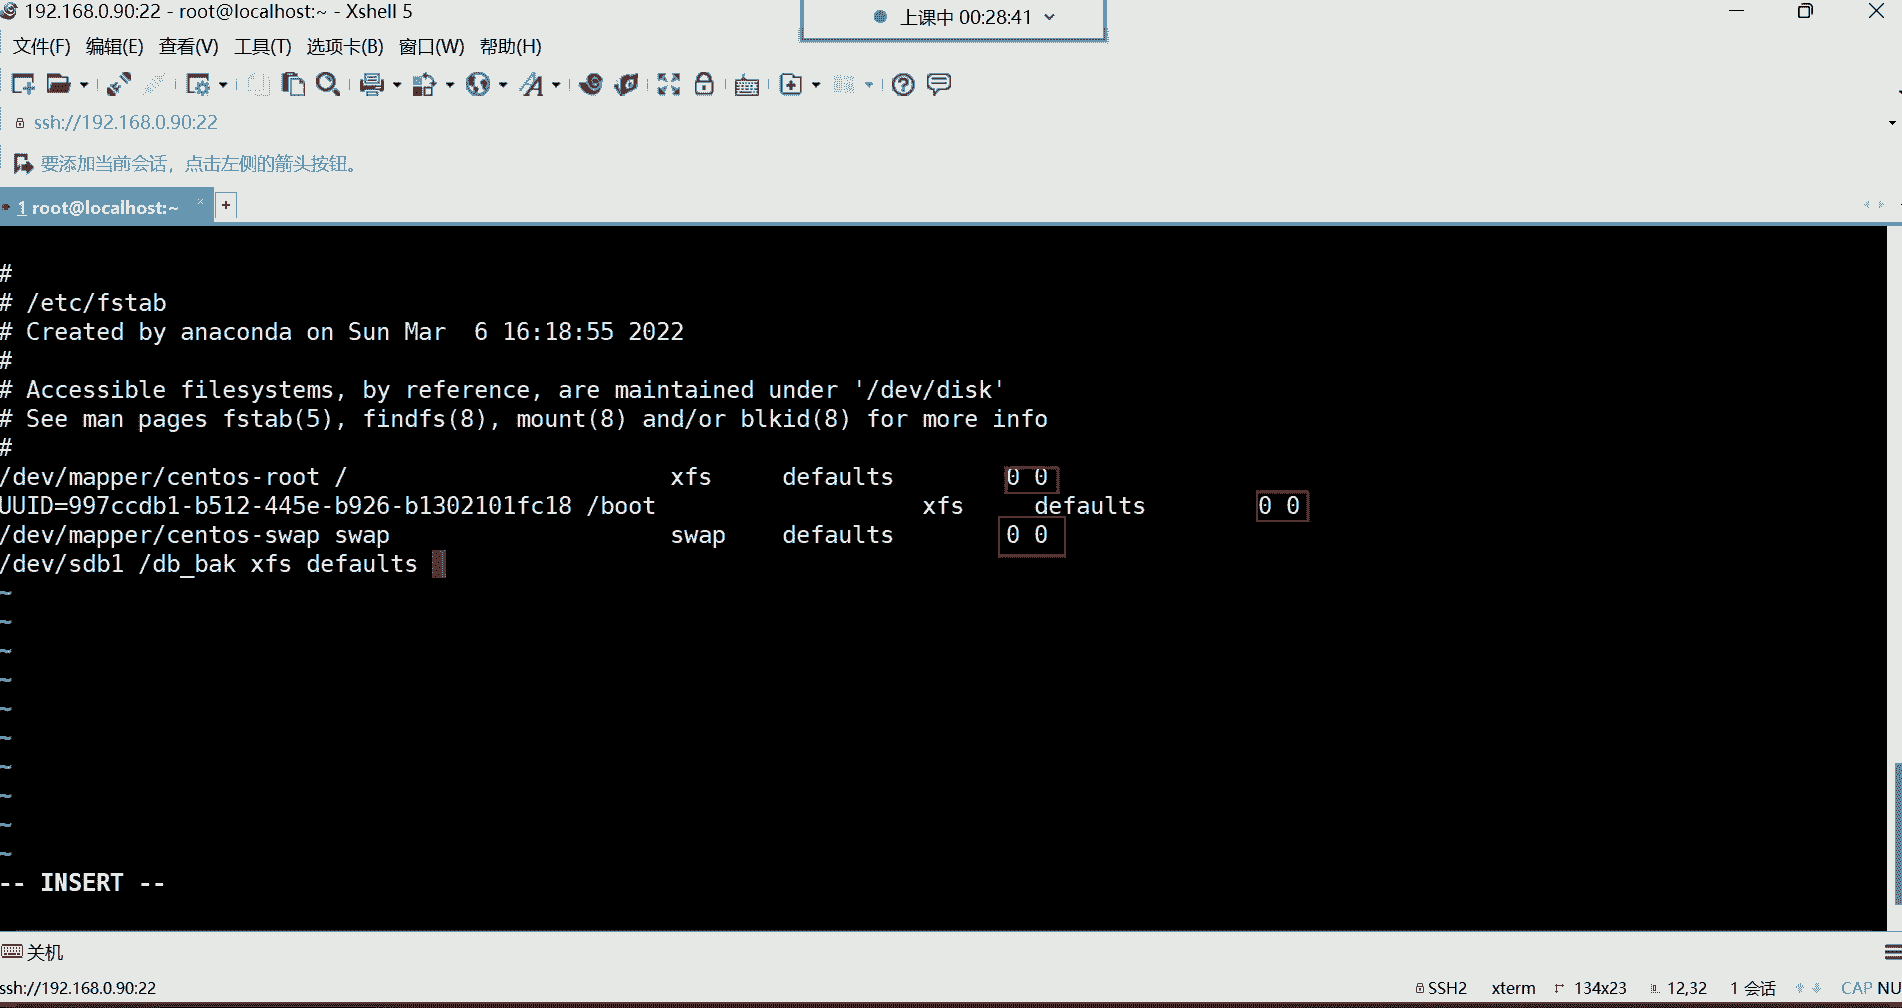 192.168.0.90:22 - root@localhost:~ - Xshell 5
上课中 00:28:41
文件(F) 编辑(E) 查看(V) 工具(T) 选项卡(B) 窗口(W) 帮助(H)
ssh://192.168.0.90:22
要添加当前会话，点击左侧的箭头按钮。
1 root@localhost:~ × +
#
# /etc/fstab
# Created by anaconda on Sun Mar  6 16:18:55 2022
#
# Accessible filesystems, by reference, are maintained under '/dev/disk'
# See man pages fstab(5), findfs(8), mount(8) and/or blkid(8) for more info
#
/dev/mapper/centos-root / xfs defaults 0 0
UUID=997ccdb1-b512-445e-b926-b1302101fc18 /boot xfs defaults 0 0
/dev/mapper/centos-swap swap swap defaults 0 0
/dev/sdb1 /db_bak xfs defaults
~
~
~
~
~
~
~
~
~
~
-- INSERT --
关机
ssh://192.168.0.90:22 SSH2 xterm 134x23 12,32 1 会话 CAP NU